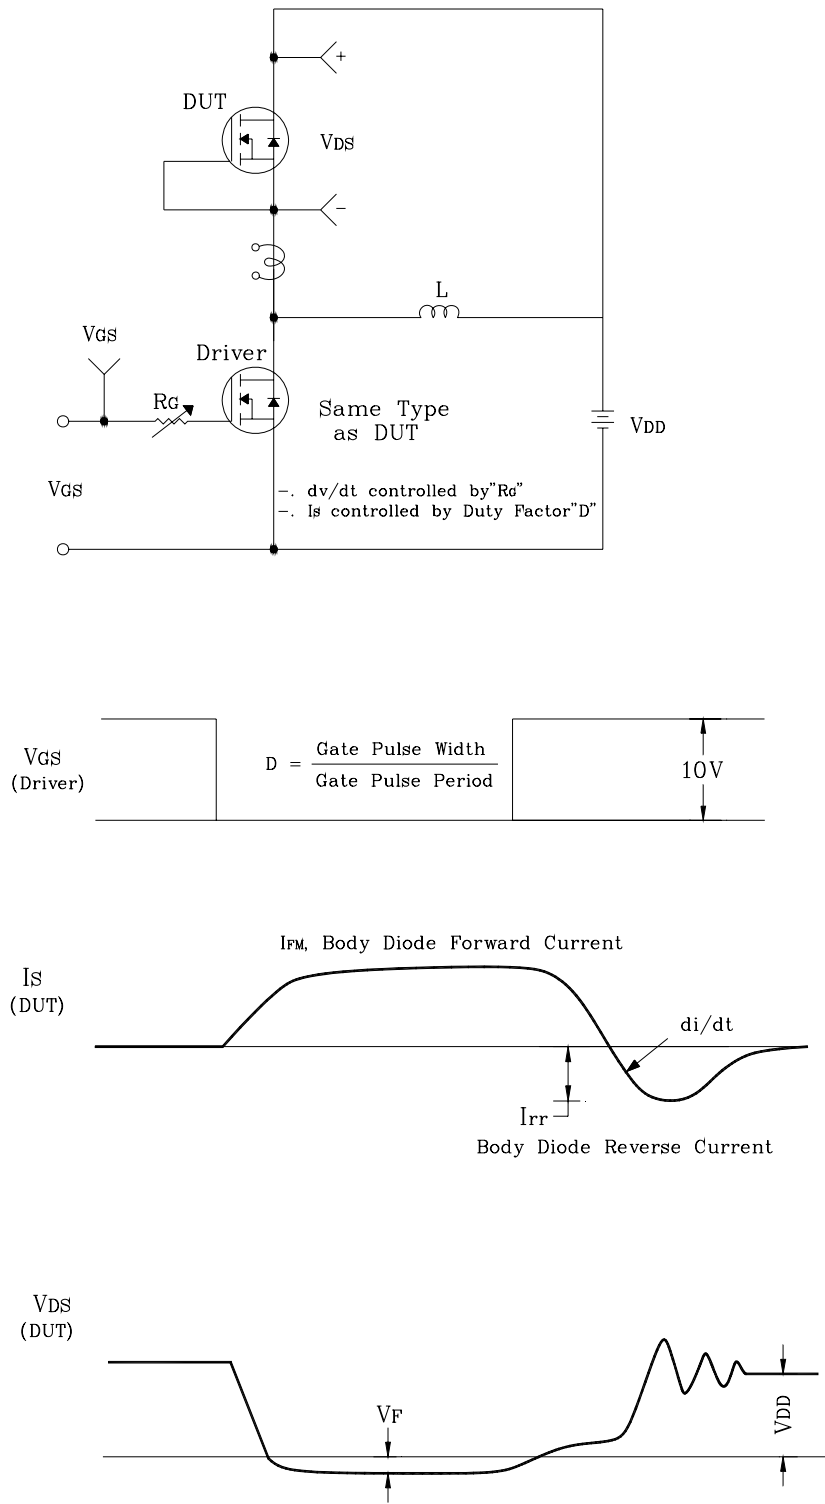 +
DUT
VDS
-
L
VGS
Driver
RG
Same Type
as DUT
VDD
VGS
-. dv/dt controlled by"RG"
-. Is controlled by Duty Factor"D"
VGS
(Driver)
D = Gate Pulse Width
Gate Pulse Period
10V
IFM, Body Diode Forward Current
IS
(DUT)
di/dt
Irr
Body Diode Reverse Current
VDS
(DUT)
VF
VDD